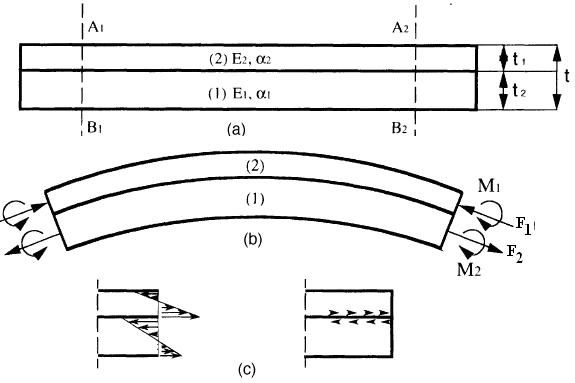 A1 A2
(2) E2, α2 t1
t
(1) E1, α1 t2
B1 (a) B2
(2)
(1) M1
F1
(b) F2
M2
(c)